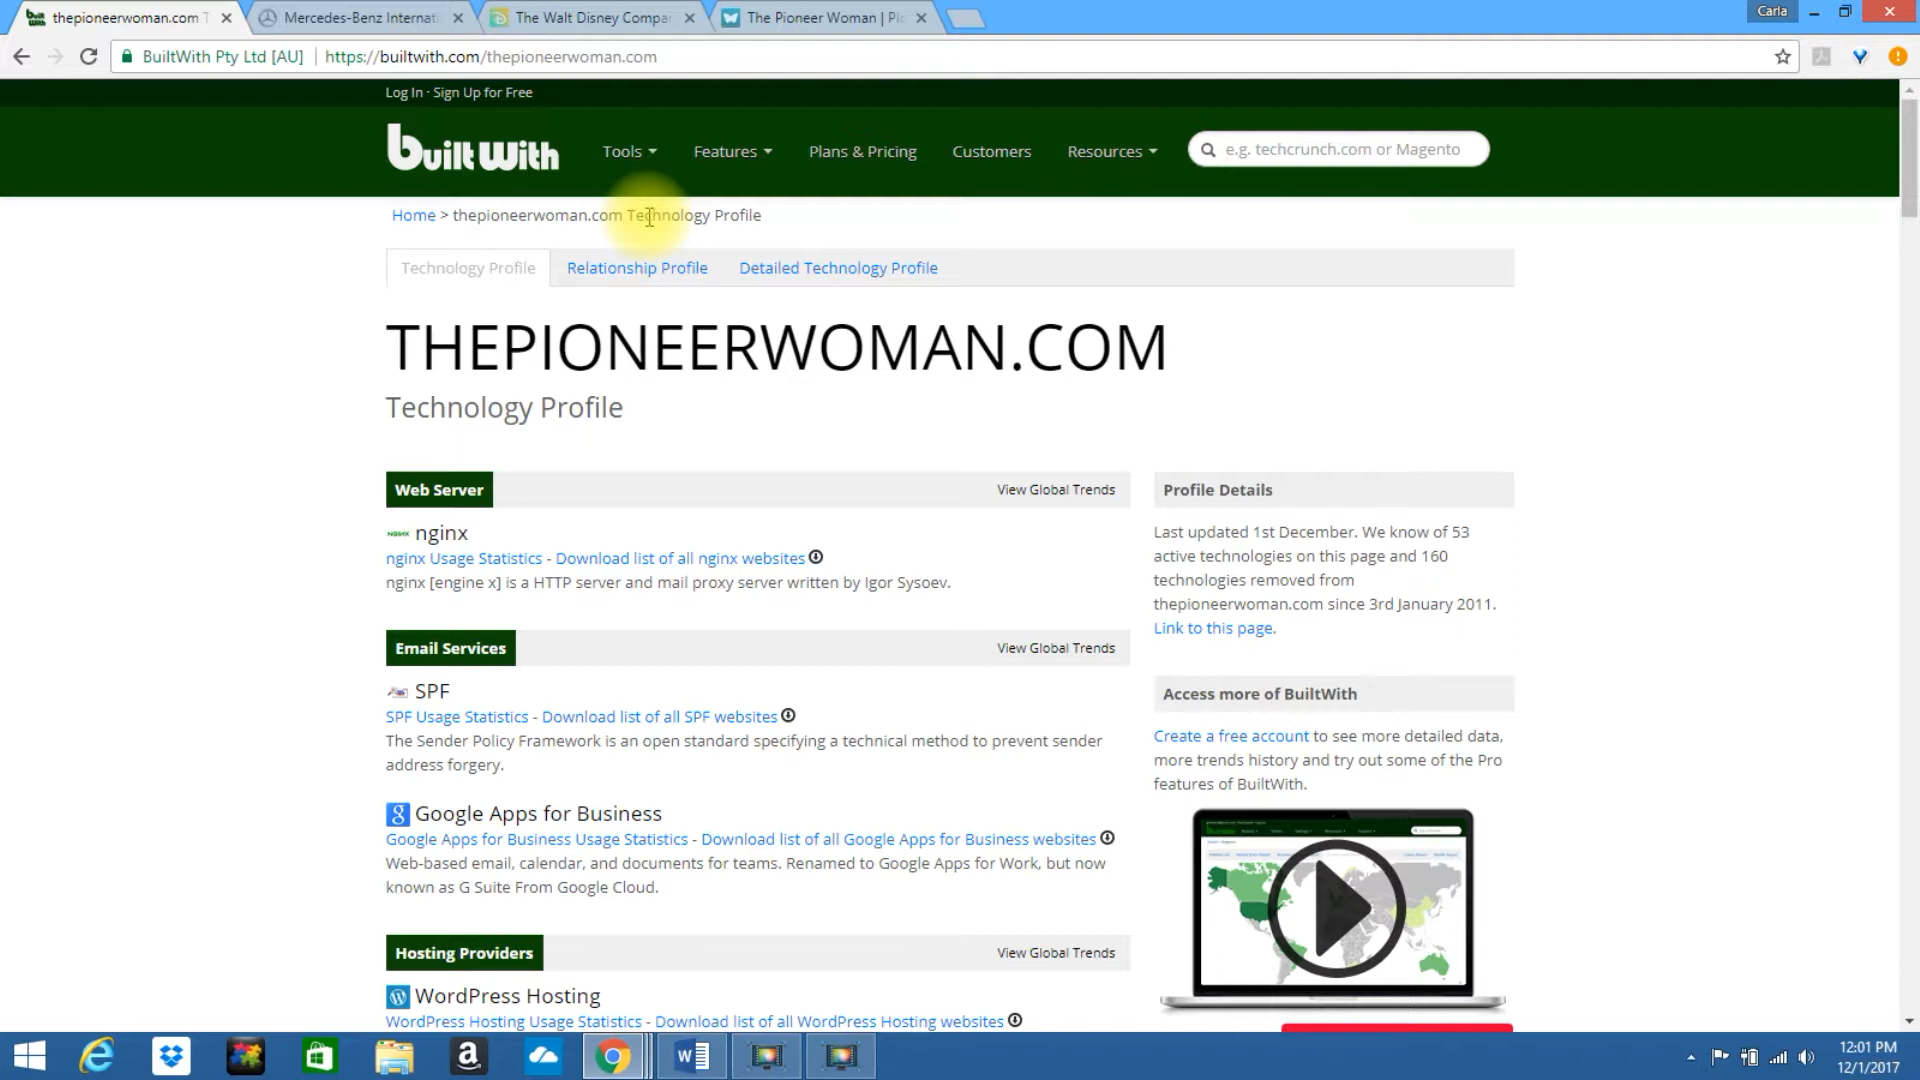 thepioneerwoman.com T
Mercedes-Benz Internati
The Walt Disney Compan
The Pioneer Woman | Pi
Carla
BuiltWith Pty Ltd [AU]
https://builtwith.com/thepioneerwoman.com
Log In · Sign Up for Free
builtwith
Tools
Features
Plans & Pricing
Customers
Resources
e.g. techcrunch.com or Magento
Home > thepioneerwoman.com Technology Profile
Technology Profile
Relationship Profile
Detailed Technology Profile
THEPIONEERWOMAN.COM
Technology Profile
Web Server
View Global Trends
NGINX nginx
nginx Usage Statistics - Download list of all nginx websites
nginx [engine x] is a HTTP server and mail proxy server written by Igor Sysoev.
Email Services
View Global Trends
SPF
SPF Usage Statistics - Download list of all SPF websites
The Sender Policy Framework is an open standard specifying a technical method to prevent sender
address forgery.
Google Apps for Business
Google Apps for Business Usage Statistics - Download list of all Google Apps for Business websites
Web-based email, calendar, and documents for teams. Renamed to Google Apps for Work, but now
known as G Suite From Google Cloud.
Hosting Providers
View Global Trends
WordPress Hosting
WordPress Hosting Usage Statistics - Download list of all WordPress Hosting websites
Profile Details
Last updated 1st December. We know of 53
active technologies on this page and 160
technologies removed from
thepioneerwoman.com since 3rd January 2011.
Link to this page.
Access more of BuiltWith
Create a free account to see more detailed data,
more trends history and try out some of the Pro
features of BuiltWith.
12:01 PM
12/1/2017